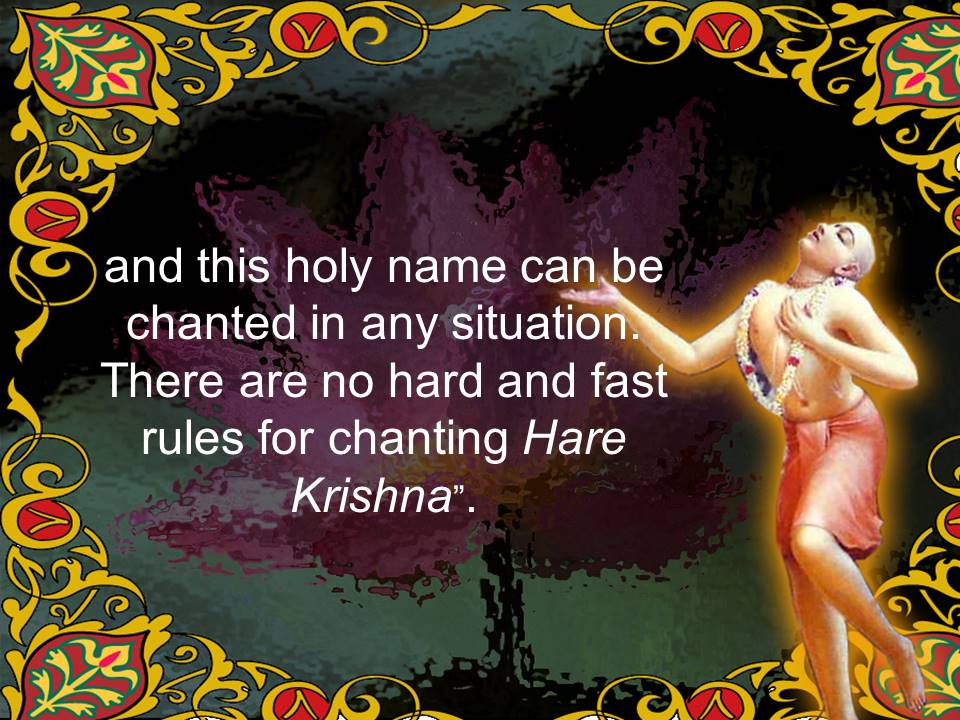 and this holy name can be
chanted in any situation.
There are no hard and fast
rules for chanting Hare
Krishna”.